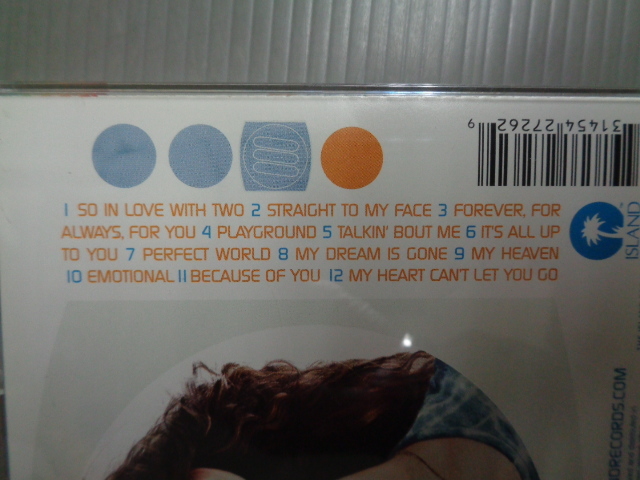 9
31454 27262
1 SO IN LOVE WITH TWO 2 STRAIGHT TO MY FACE 3 FOREVER, FOR
ALWAYS, FOR YOU 4 PLAYGROUND 5 TALKIN' BOUT ME 6 IT'S ALL UP
TO YOU 7 PERFECT WORLD 8 MY DREAM IS GONE 9 MY HEAVEN
10 EMOTIONAL 11 BECAUSE OF YOU 12 MY HEART CAN'T LET YOU GO
ISLAND